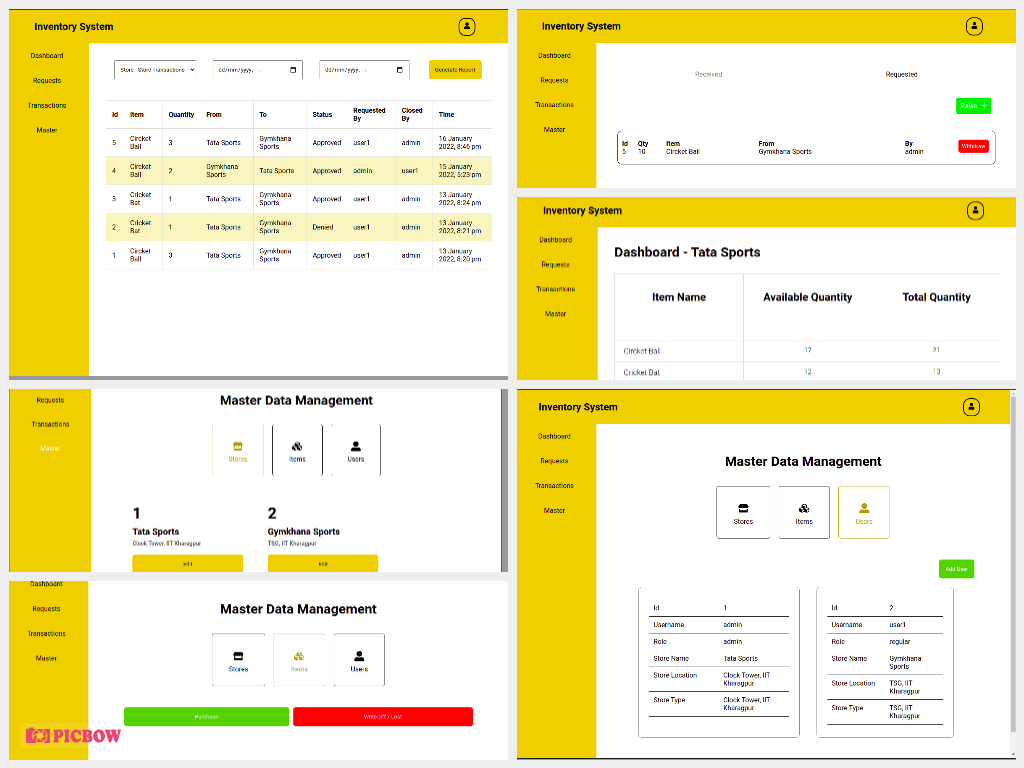 Inventory System
Dashboard
Requests
Transactions
Master
Store - Store Transactions
dd/mm/yyyy, --:--
dd/mm/yyyy, --:--
Generate Report
Id Item Quantity From To Status Requested By Closed By Time
5 Circket Ball 3 Tata Sports Gymkhana Sports Approved user1 admin 16 January 2022, 8:46 pm
4 Circket Ball 2 Gymkhana Sports Tata Sports Approved admin user1 15 January 2022, 5:23 pm
3 Cricket Bat 1 Tata Sports Gymkhana Sports Approved user1 admin 13 January 2022, 8:24 pm
2 Cricket Bat 1 Tata Sports Gymkhana Sports Denied user1 admin 13 January 2022, 8:21 pm
1 Circket Ball 3 Tata Sports Gymkhana Sports Approved user1 admin 13 January 2022, 8:20 pm
Inventory System
Dashboard
Requests
Transactions
Master
Received Requested
Raise +
Id Qty Item From By
5 10 Circket Ball Gymkhana Sports admin
Withdraw
Inventory System
Dashboard
Requests
Transactions
Master
Dashboard - Tata Sports
Item Name Available Quantity Total Quantity
Circket Ball 17 21
Cricket Bat 12 13
Requests
Transactions
Master
Master Data Management
Stores Items Users
1 2
Tata Sports Gymkhana Sports
Clock Tower, IIT Kharagpur TSG, IIT Kharagpur
Edit Edit
Dashboard
Requests
Transactions
Master
Master Data Management
Stores Items Users
Purchase Write Off / Lost
PICBOW
Inventory System
Dashboard
Requests
Transactions
Master
Master Data Management
Stores Items Users
Add User
Id 1
Username admin
Role admin
Store Name Tata Sports
Store Location Clock Tower, IIT Kharagpur
Store Type Clock Tower, IIT Kharagpur
Id 2
Username user1
Role regular
Store Name Gymkhana Sports
Store Location TSG, IIT Kharagpur
Store Type TSG, IIT Kharagpur